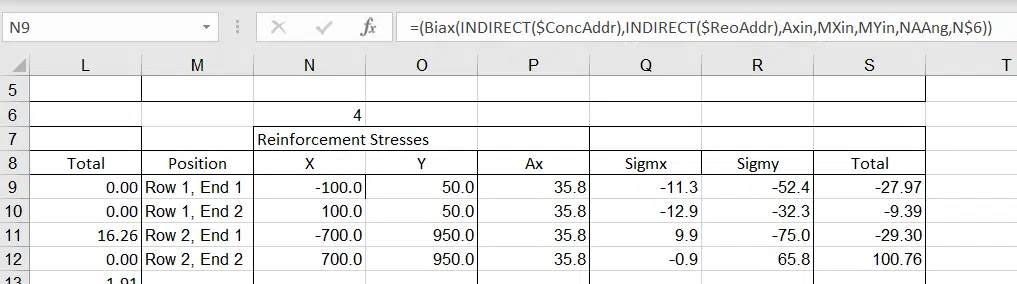 N9 fx =(Biax(INDIRECT($ConcAddr),INDIRECT($ReoAddr),Axin,MXin,MYin,NAAng,N$6))
L M N O P Q R S T
5
6 4
7 Reinforcement Stresses
8 Total Position X Y Ax Sigmx Sigmy Total
9 0.00 Row 1, End 1 -100.0 50.0 35.8 -11.3 -52.4 -27.97
10 0.00 Row 1, End 2 100.0 50.0 35.8 -12.9 -32.3 -9.39
11 16.26 Row 2, End 1 -700.0 950.0 35.8 9.9 -75.0 -29.30
12 0.00 Row 2, End 2 700.0 950.0 35.8 -0.9 65.8 100.76
13 1.91